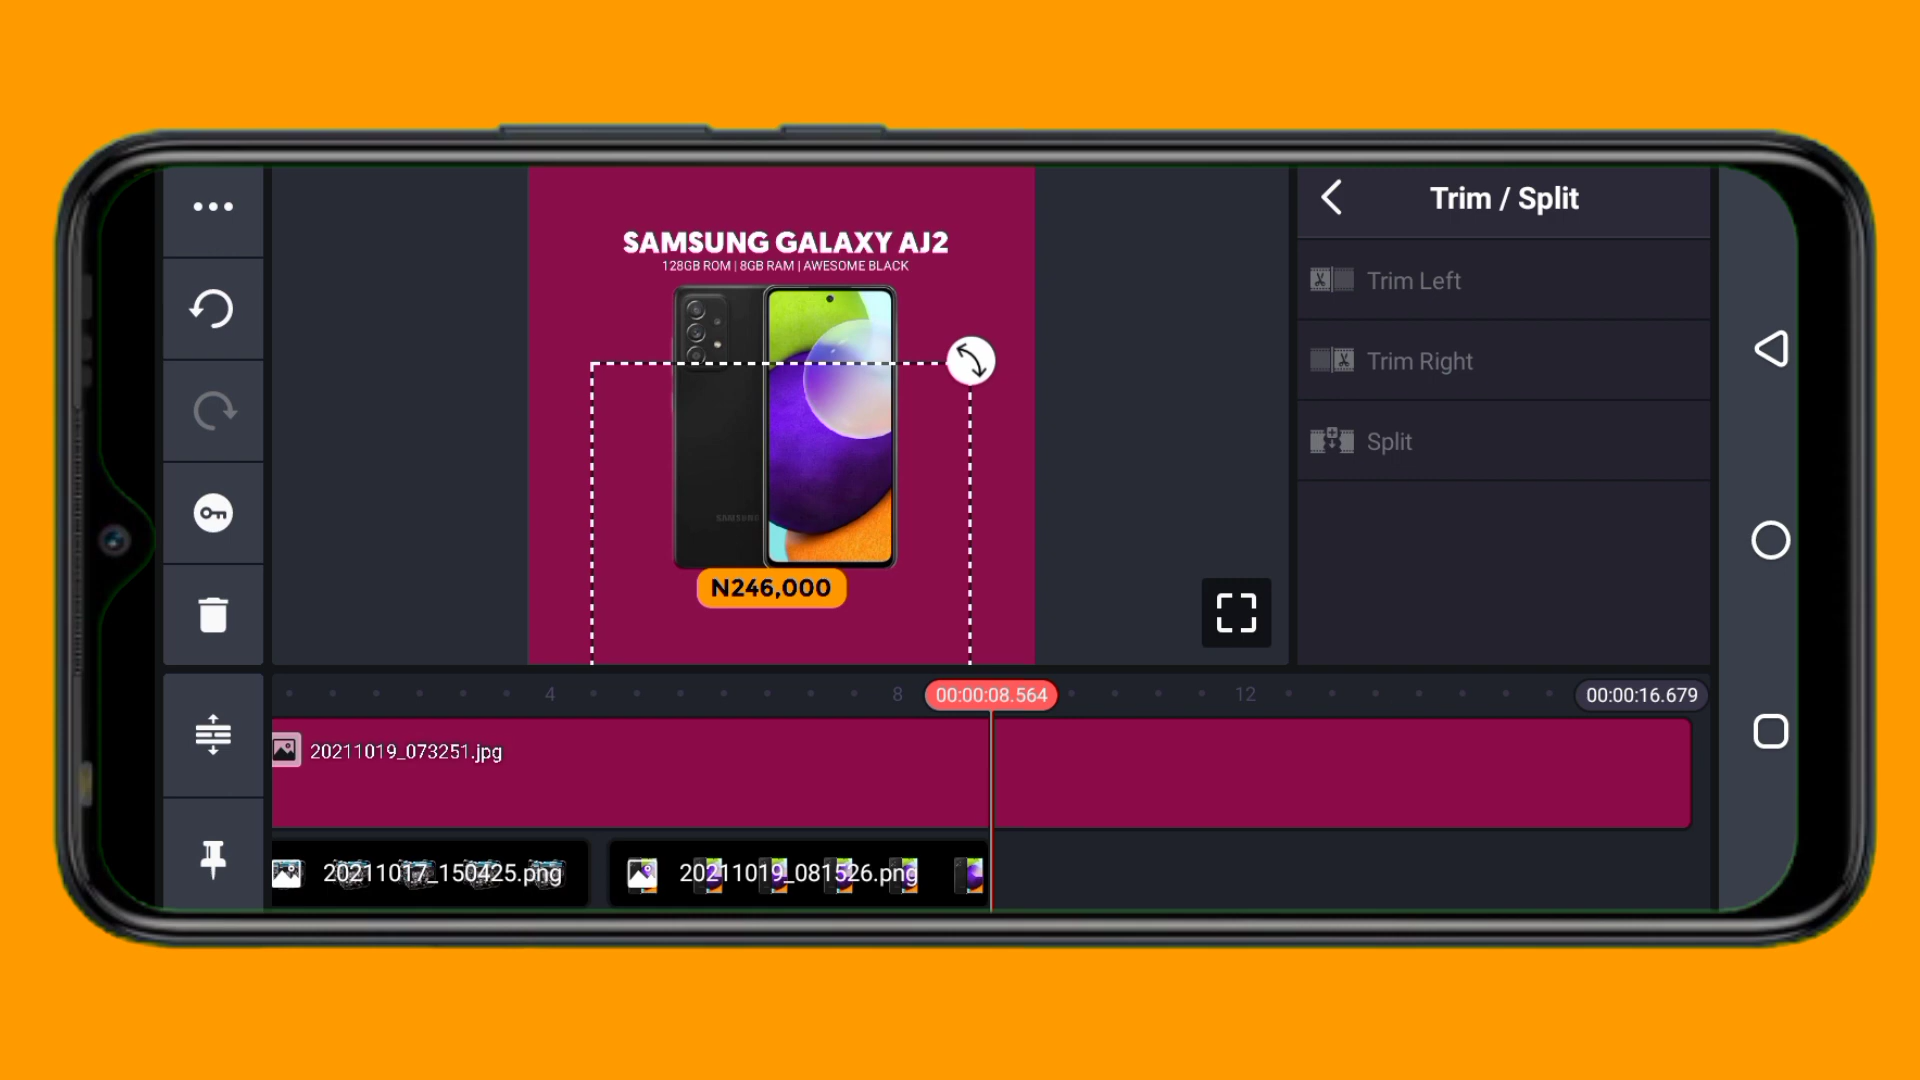 Trim / Split
SAMSUNG GALAXY AJ2
128GB ROM | 8GB RAM | AWESOME BLACK
Trim Left
Trim Right
Split
SAMSUNG
N246,000
4
8
00:00:08.564
12
00:00:16.679
20211019_073251.jpg
20211017_150425.png
20211019_081526.png